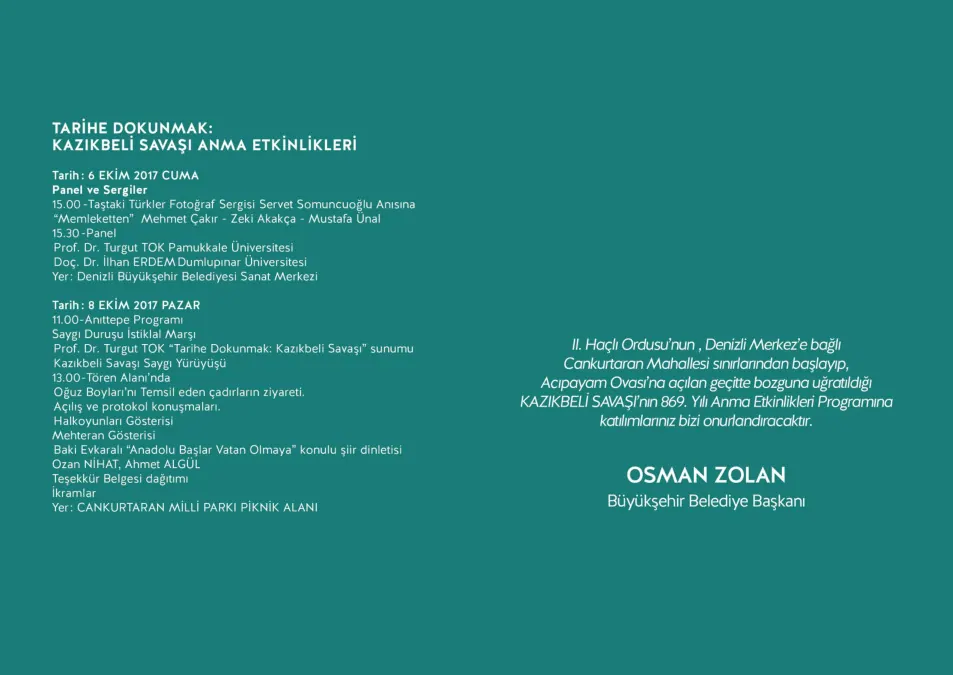 TARİHE DOKUNMAK:
KAZIKBELİ SAVAŞI ANMA ETKİNLİKLERİ
Tarih: 6 EKİM 2017 CUMA
Panel ve Sergiler
15.00-Taştaki Türkler Fotoğraf Sergisi Servet Somuncuoğlu Anısına
“Memleketten” Mehmet Çakır - Zeki Akakça - Mustafa Ünal
15.30-Panel
Prof. Dr. Turgut TOK Pamukkale Üniversitesi
Doç. Dr. İlhan ERDEM Dumlupınar Üniversitesi
Yer: Denizli Büyükşehir Belediyesi Sanat Merkezi
Tarih: 8 EKİM 2017 PAZAR
11.00-Anıttepe Programı
Saygı Duruşu İstiklal Marşı
Prof. Dr. Turgut TOK “Tarihe Dokunmak: Kazıkbeli Savaşı” sunumu
Kazıkbeli Savaşı Saygı Yürüyüşü
13.00-Tören Alanı’nda
Oğuz Boyları’nı Temsil eden çadırların ziyareti.
Açılış ve protokol konuşmaları.
Halkoyunları Gösterisi
Mehteran Gösterisi
Baki Evkaralı “Anadolu Başlar Vatan Olmaya” konulu şiir dinletisi
Ozan NİHAT, Ahmet ALGÜL
Teşekkür Belgesi dağıtımı
İkramlar
Yer: CANKURTARAN MİLLİ PARKI PİKNİK ALANI
II. Haçlı Ordusu’nun , Denizli Merkez’e bağlı
Cankurtaran Mahallesi sınırlarından başlayıp,
Acıpayam Ovası’na açılan geçitte bozguna uğratıldığı
KAZIKBELİ SAVAŞI’nın 869. Yılı Anma Etkinlikleri Programına
katılımlarınız bizi onurlandıracaktır.
OSMAN ZOLAN
Büyükşehir Belediye Başkanı